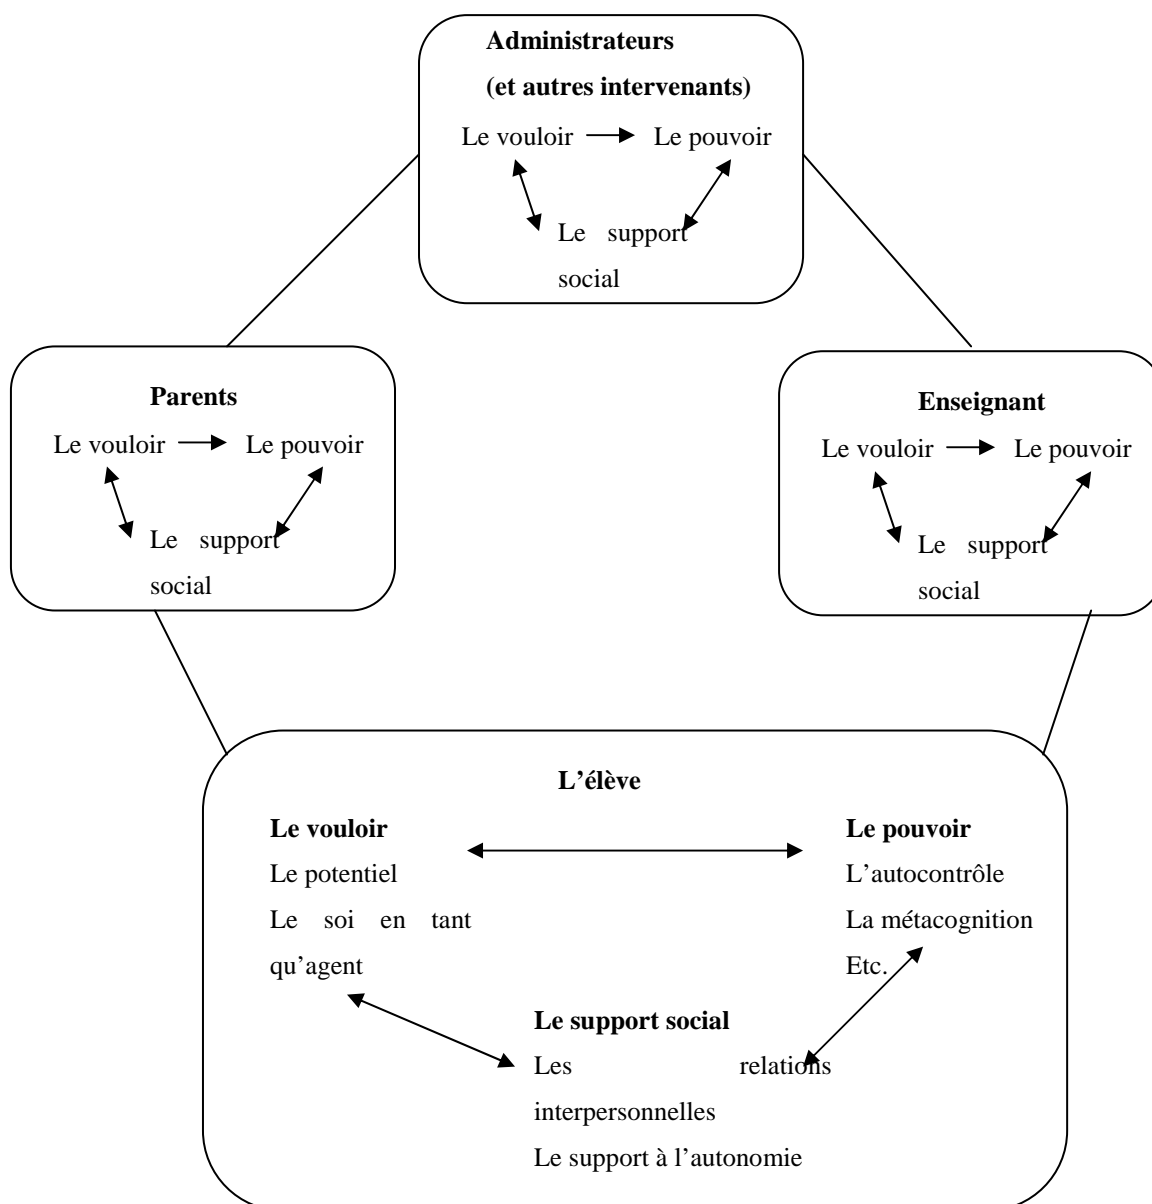 Administrateurs
(et autres intervenants)
Le vouloir Le pouvoir
Le support
social
Parents
Le vouloir Le pouvoir
Le support
social
Enseignant
Le vouloir Le pouvoir
Le support
social
L’élève
Le vouloir
Le potentiel
Le soi en tant
qu’agent
Le pouvoir
L’autocontrôle
La métacognition
Etc.
Le support social
Les relations
interpersonnelles
Le support à l’autonomie